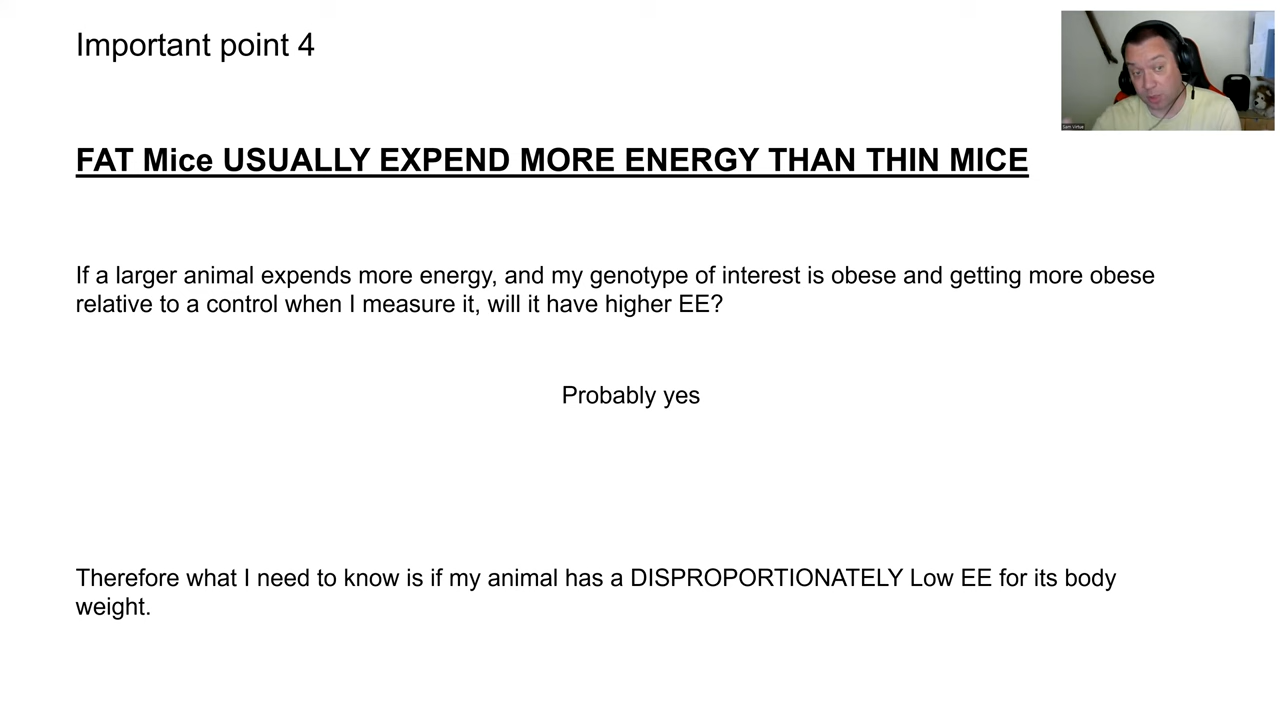 Important point 4
FAT Mice USUALLY EXPEND MORE ENERGY THAN THIN MICE
If a larger animal expends more energy, and my genotype of interest is obese and getting more obese
relative to a control when I measure it, will it have higher EE?
Probably yes
Therefore what I need to know is if my animal has a DISPROPORTIONATELY Low EE for its body
weight.
Sam Virtue